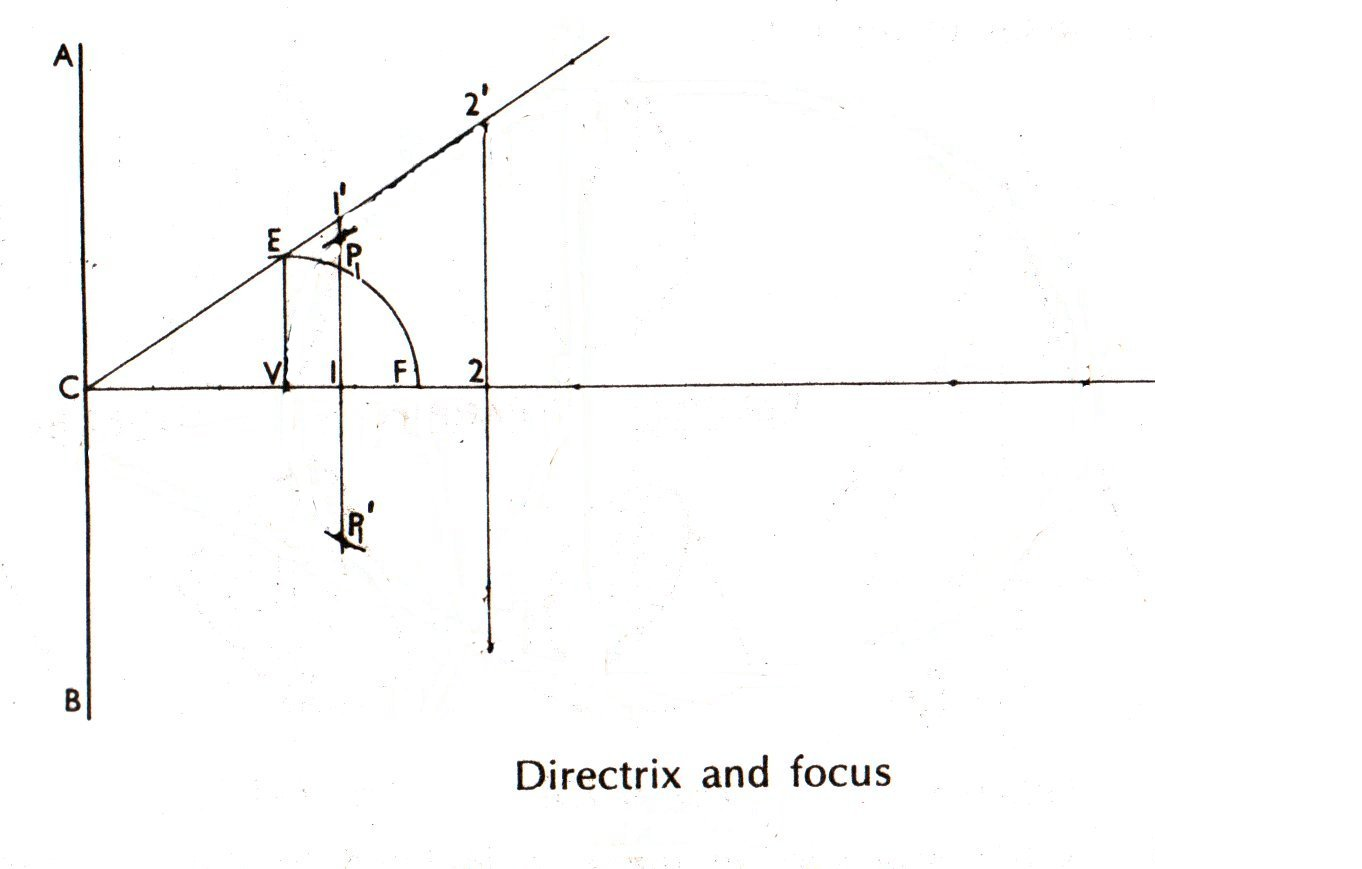 A
2'
1'
E
P1
C
V
1
F
2
P1'
B
Directrix and focus